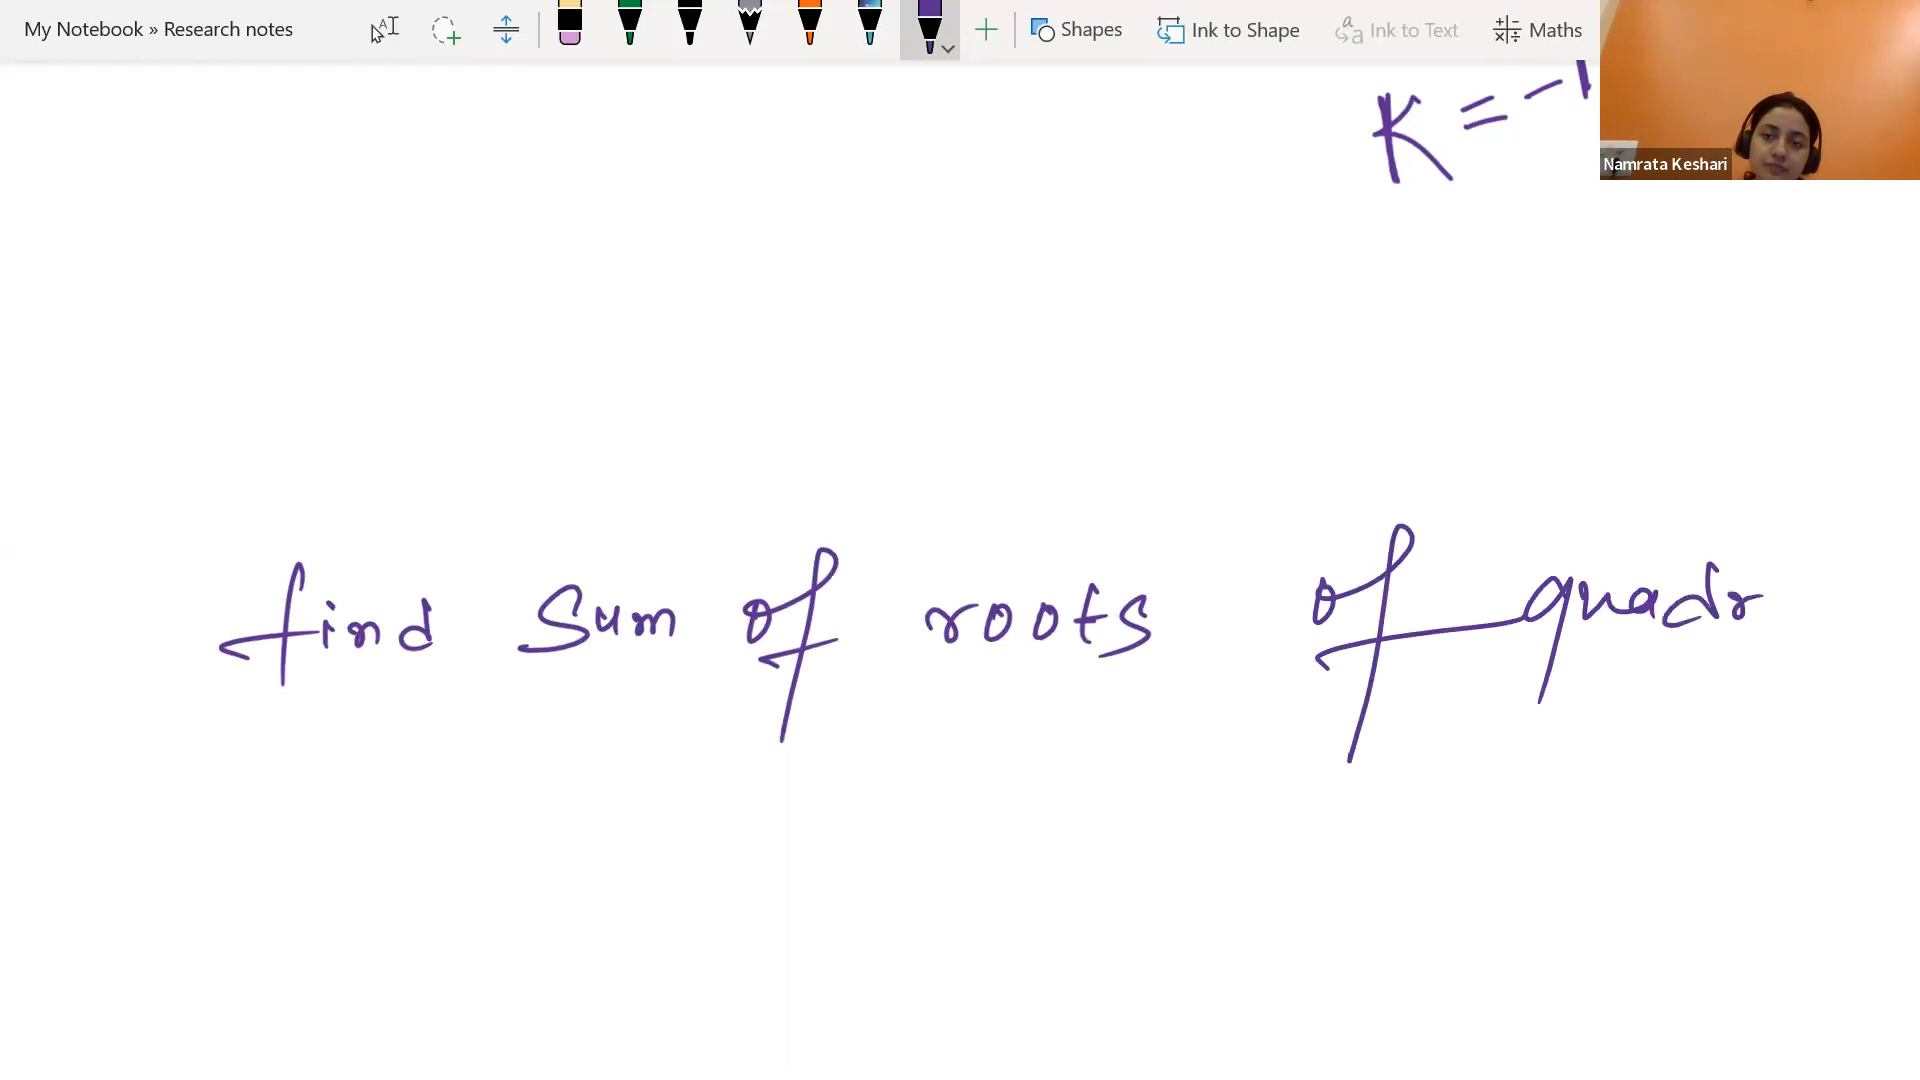 My Notebook » Research notes
Shapes
Ink to Shape
Ink to Text
Maths
K = -1
Namrata Keshari
find Sum of roots of quadr